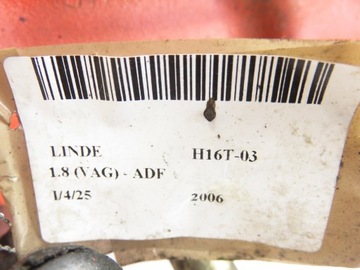 LINDE H16T-03
1.8 (VAG) - ADF
1/4/25 2006